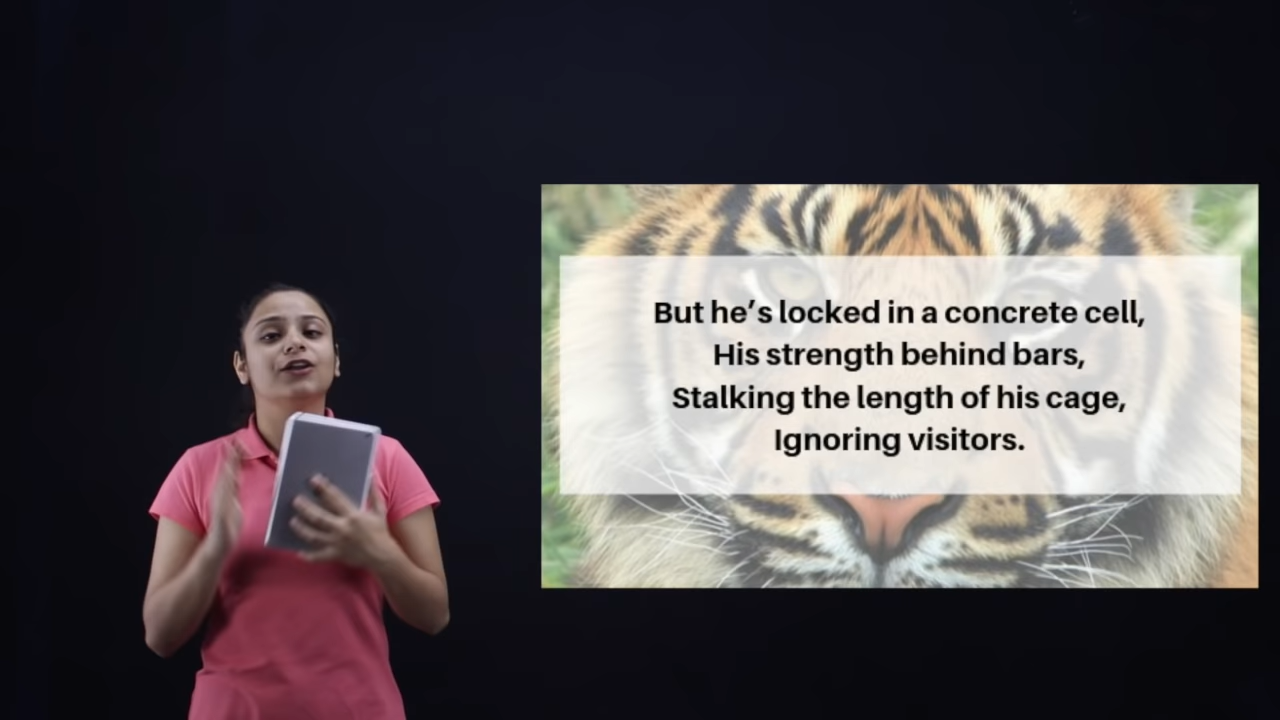 But he’s locked in a concrete cell,
His strength behind bars,
Stalking the length of his cage,
Ignoring visitors.